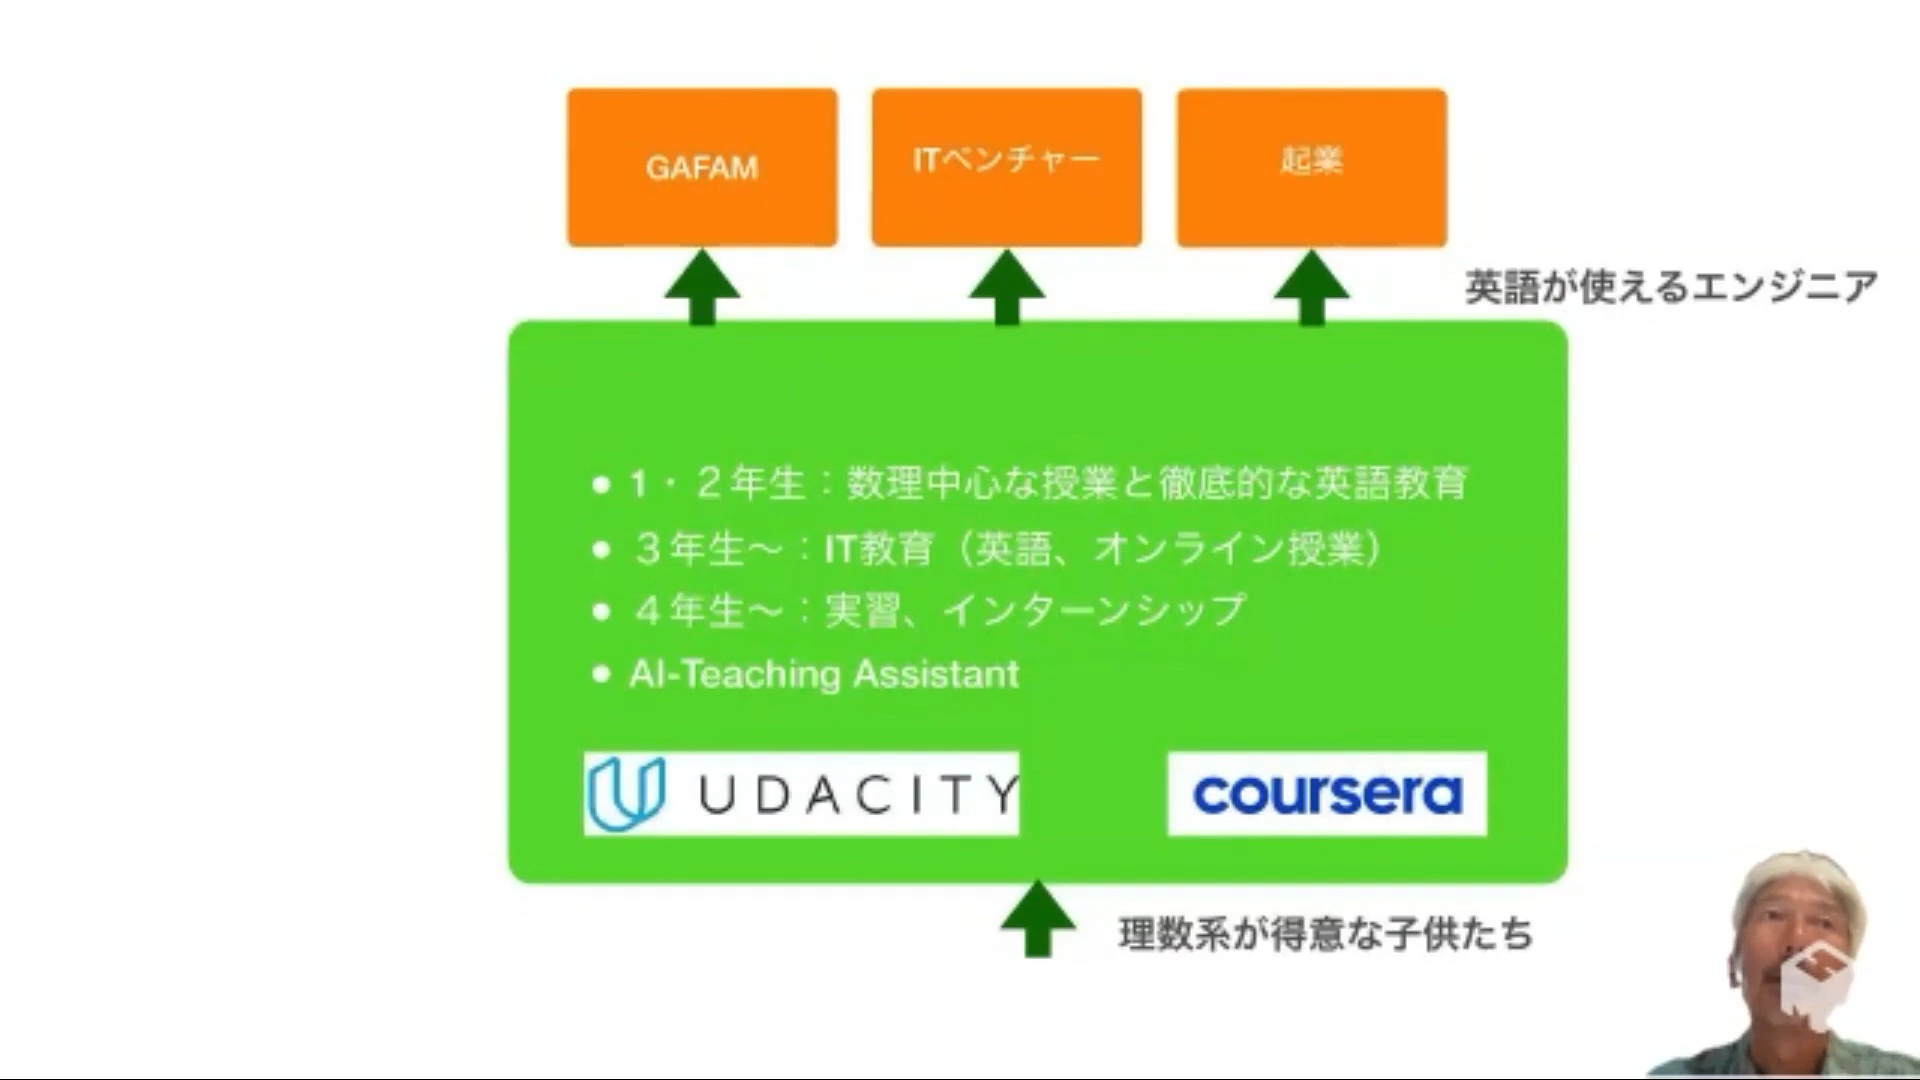 GAFAM
ITベンチャー
起業
英語が使えるエンジニア
• 1・２年生：数理中心な授業と徹底的な英語教育
• ３年生〜：IT教育（英語、オンライン授業）
• ４年生〜：実習、インターンシップ
• AI-Teaching Assistant
UDACITY
coursera
理数系が得意な子供たち